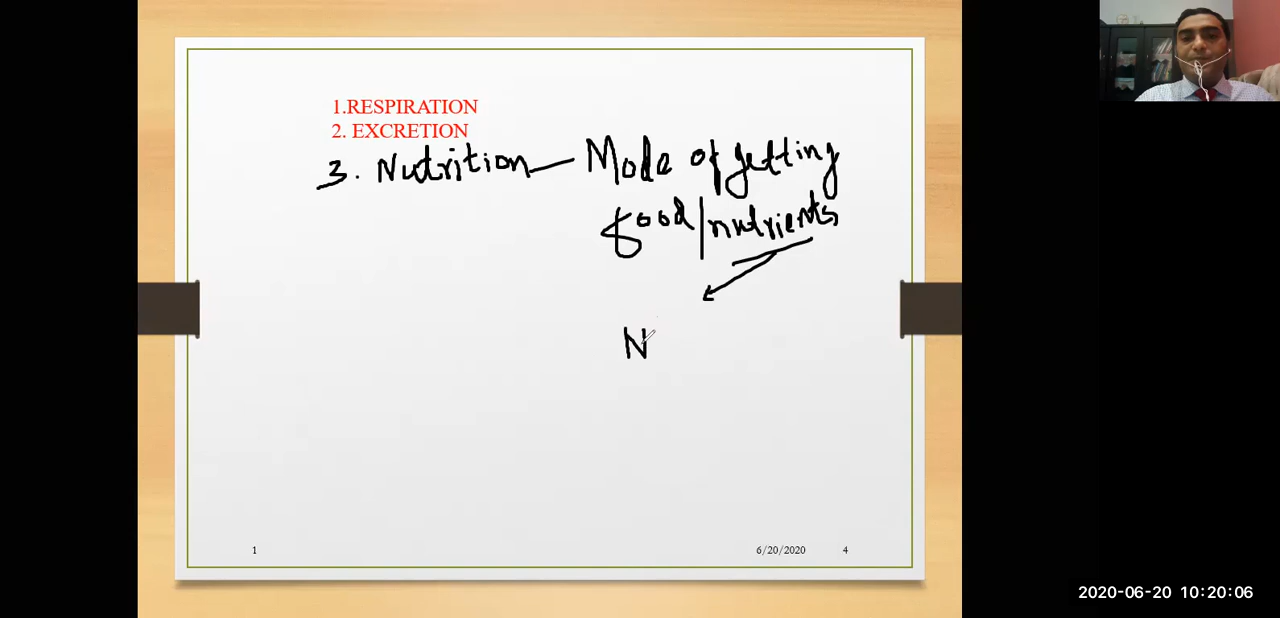 1.RESPIRATION
2. EXCRETION
3. Nutrition — Mode of getting
food/nutrients
N
1
6/20/2020
4
2020-06-20 10:20:06